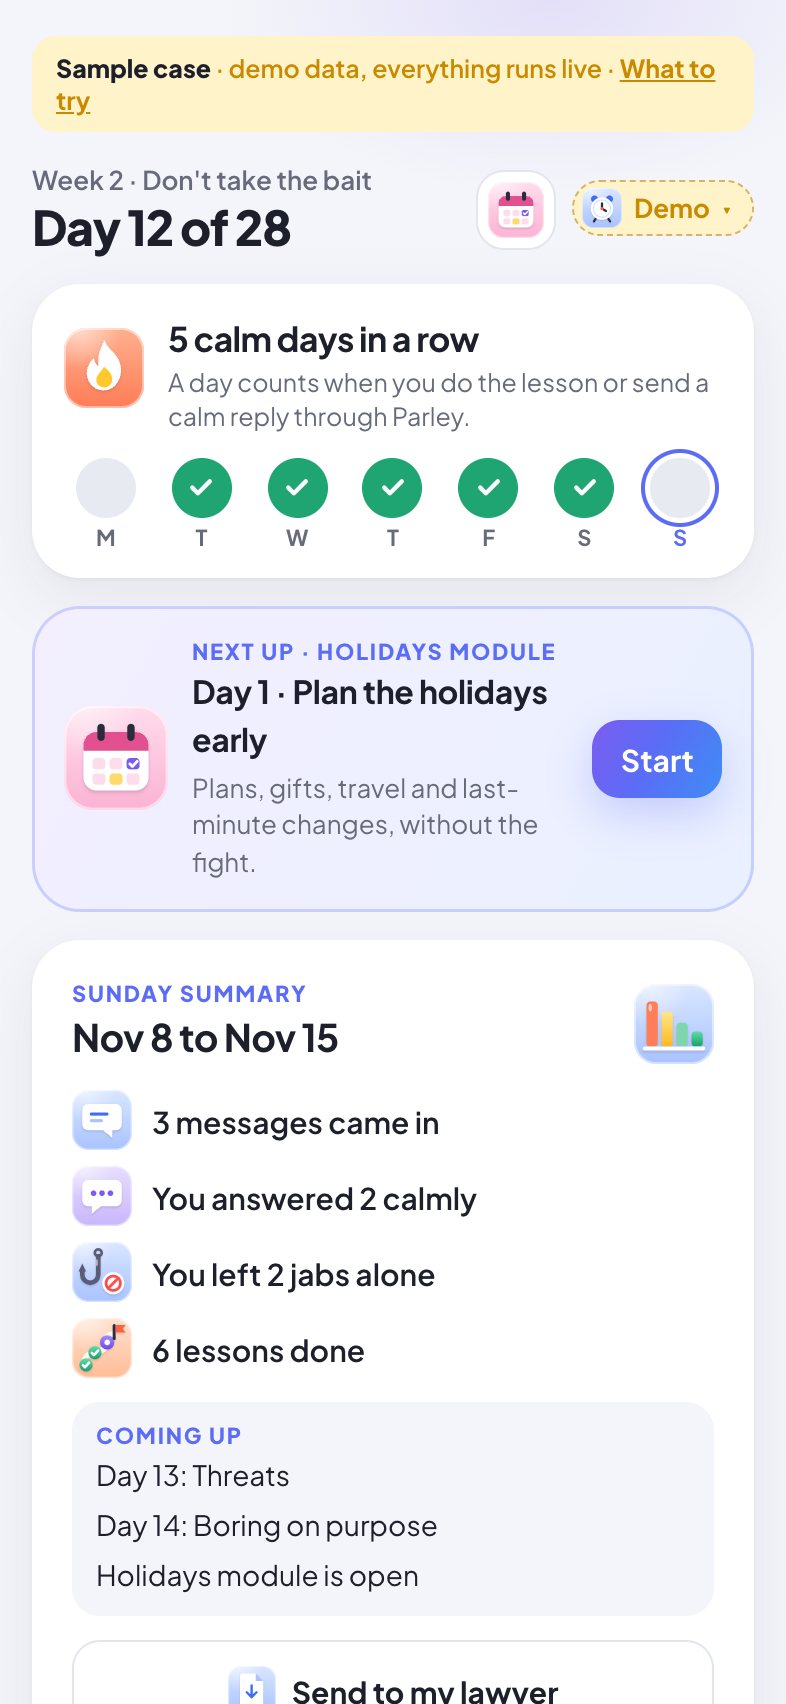 Sample case · demo data, everything runs live · What to
try
Week 2 · Don't take the bait
Day 12 of 28
Demo
5 calm days in a row
A day counts when you do the lesson or send a
calm reply through Parley.
M T W T F S S
NEXT UP · HOLIDAYS MODULE
Day 1 · Plan the holidays
early
Plans, gifts, travel and last-
minute changes, without the
fight.
Start
SUNDAY SUMMARY
Nov 8 to Nov 15
3 messages came in
You answered 2 calmly
You left 2 jabs alone
6 lessons done
COMING UP
Day 13: Threats
Day 14: Boring on purpose
Holidays module is open
Send to my lawyer